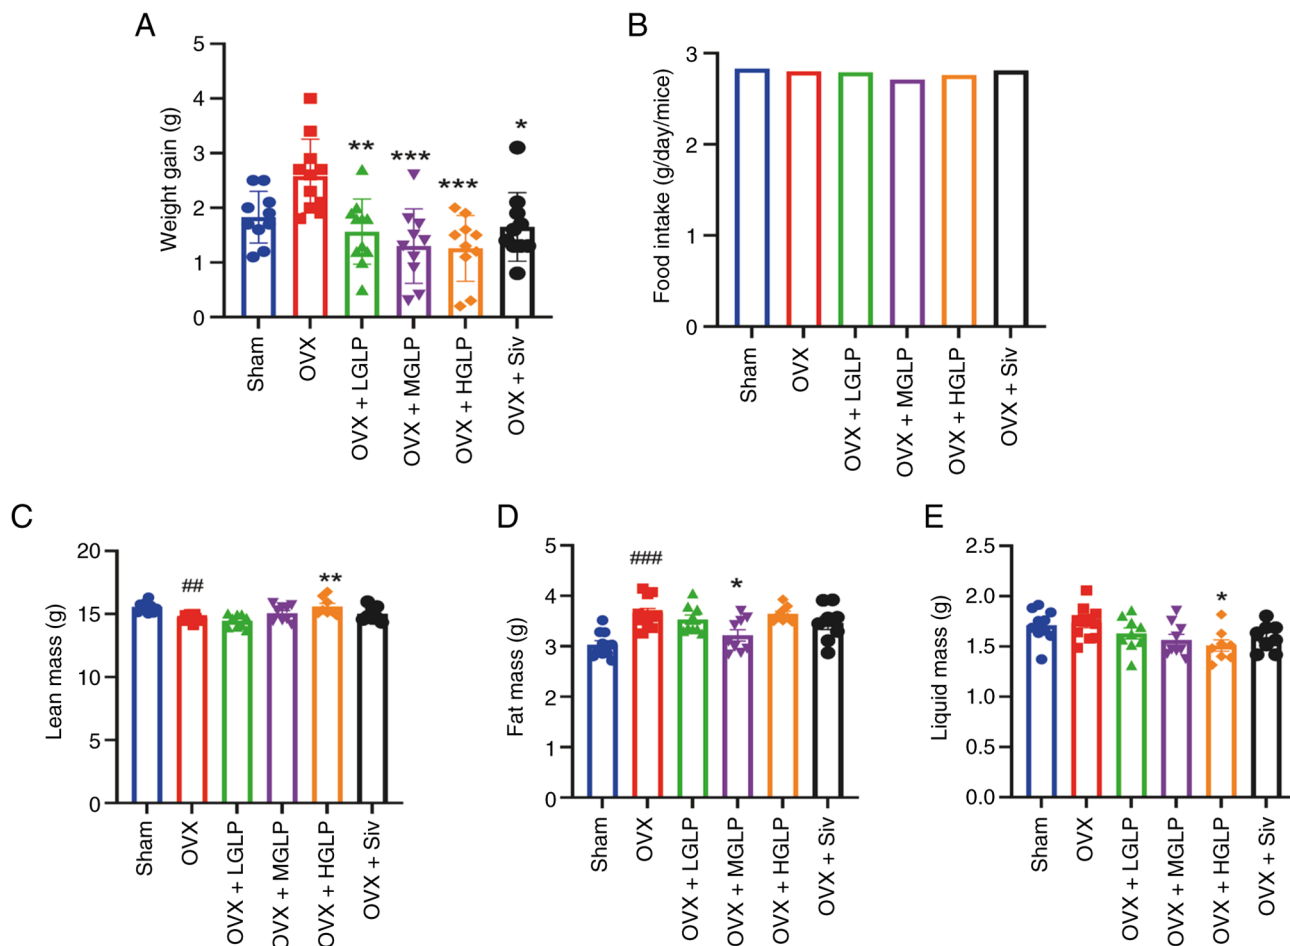 A
Weight gain (g)
5
4
3
2
1
0
**
***
***
*
Sham
OVX
OVX + LGLP
OVX + MGLP
OVX + HGLP
OVX + Siv
B
Food intake (g/day/mice)
3
2
1
0
Sham
OVX
OVX + LGLP
OVX + MGLP
OVX + HGLP
OVX + Siv
C
Lean mass (g)
20
15
10
5
0
##
**
Sham
OVX
OVX + LGLP
OVX + MGLP
OVX + HGLP
OVX + Siv
D
Fat mass (g)
5
4
3
2
1
0
###
*
Sham
OVX
OVX + LGLP
OVX + MGLP
OVX + HGLP
OVX + Siv
E
Liquid mass (g)
2.5
2.0
1.5
1.0
0.5
0.0
*
Sham
OVX
OVX + LGLP
OVX + MGLP
OVX + HGLP
OVX + Siv